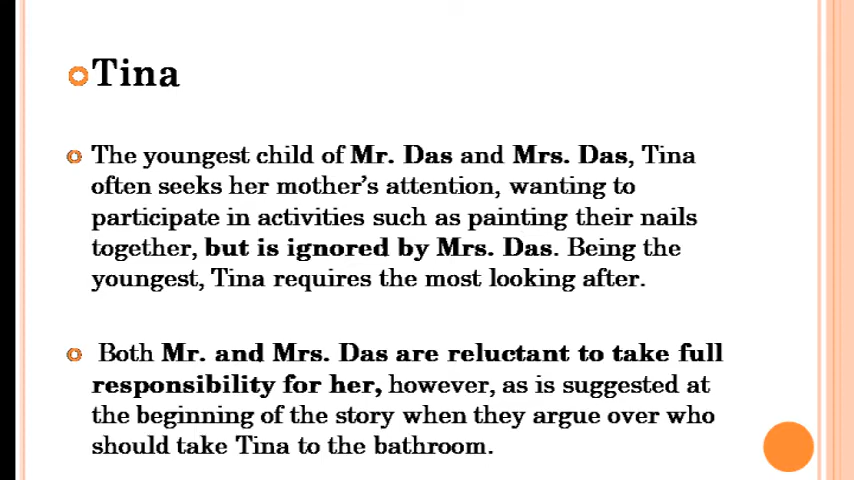 Tina
The youngest child of Mr. Das and Mrs. Das, Tina
often seeks her mother's attention, wanting to
participate in activities such as painting their nails
together, but is ignored by Mrs. Das. Being the
youngest, Tina requires the most looking after.
Both Mr. and Mrs. Das are reluctant to take full
responsibility for her, however, as is suggested at
the beginning of the story when they argue over who
should take Tina to the bathroom.